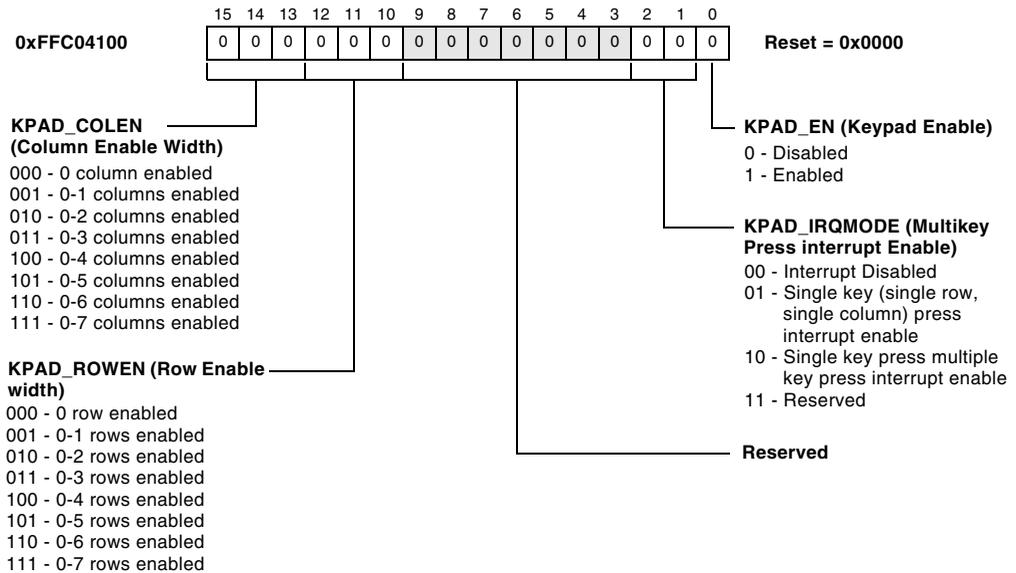 15 14 13 12 11 10 9 8 7 6 5 4 3 2 1 0
0xFFC04100 0 0 0 0 0 0 0 0 0 0 0 0 0 0 0 0 Reset = 0x0000
KPAD_COLEN
(Column Enable Width)
000 - 0 column enabled
001 - 0-1 columns enabled
010 - 0-2 columns enabled
011 - 0-3 columns enabled
100 - 0-4 columns enabled
101 - 0-5 columns enabled
110 - 0-6 columns enabled
111 - 0-7 columns enabled
KPAD_ROWEN (Row Enable
width)
000 - 0 row enabled
001 - 0-1 rows enabled
010 - 0-2 rows enabled
011 - 0-3 rows enabled
100 - 0-4 rows enabled
101 - 0-5 rows enabled
110 - 0-6 rows enabled
111 - 0-7 rows enabled
KPAD_EN (Keypad Enable)
0 - Disabled
1 - Enabled
KPAD_IRQMODE (Multikey
Press interrupt Enable)
00 - Interrupt Disabled
01 - Single key (single row,
single column) press
interrupt enable
10 - Single key press multiple
key press interrupt enable
11 - Reserved
Reserved